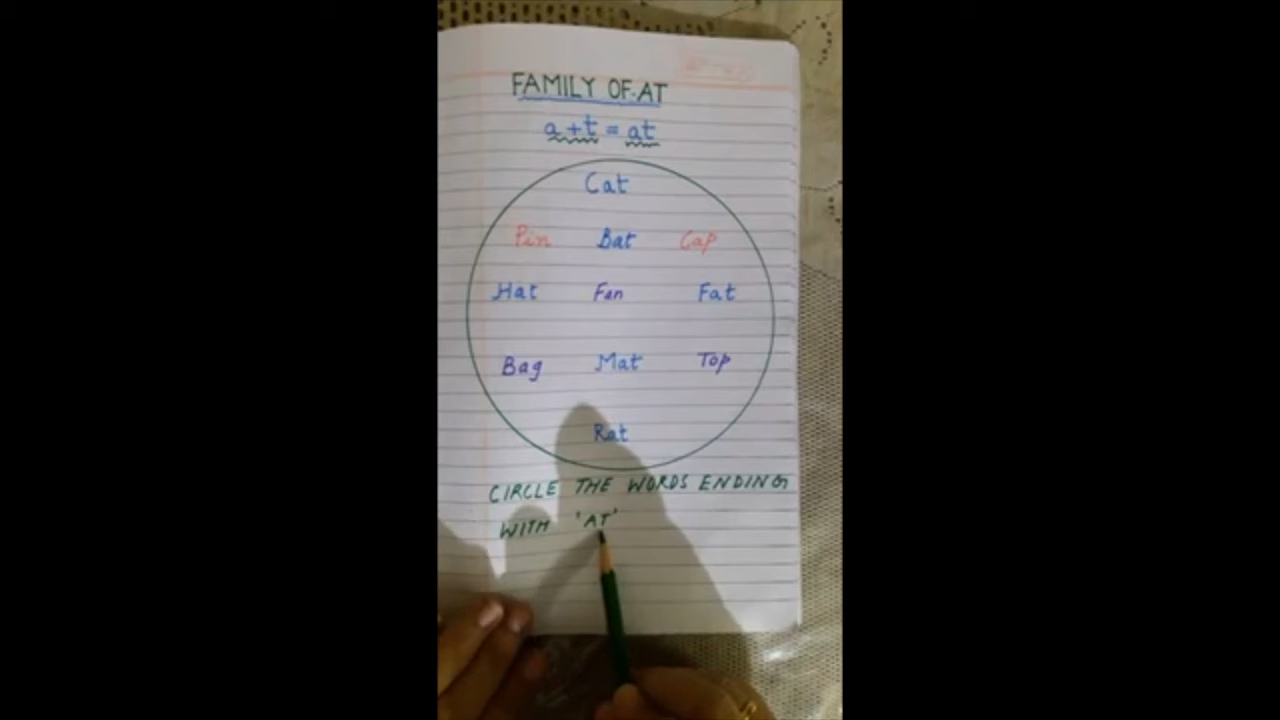 FAMILY OF AT
a + t = at
Cat
Pin Bat Cap
Hat Fan Fat
Bag Mat Top
Rat
CIRCLE THE WORDS ENDING
WITH 'AT'